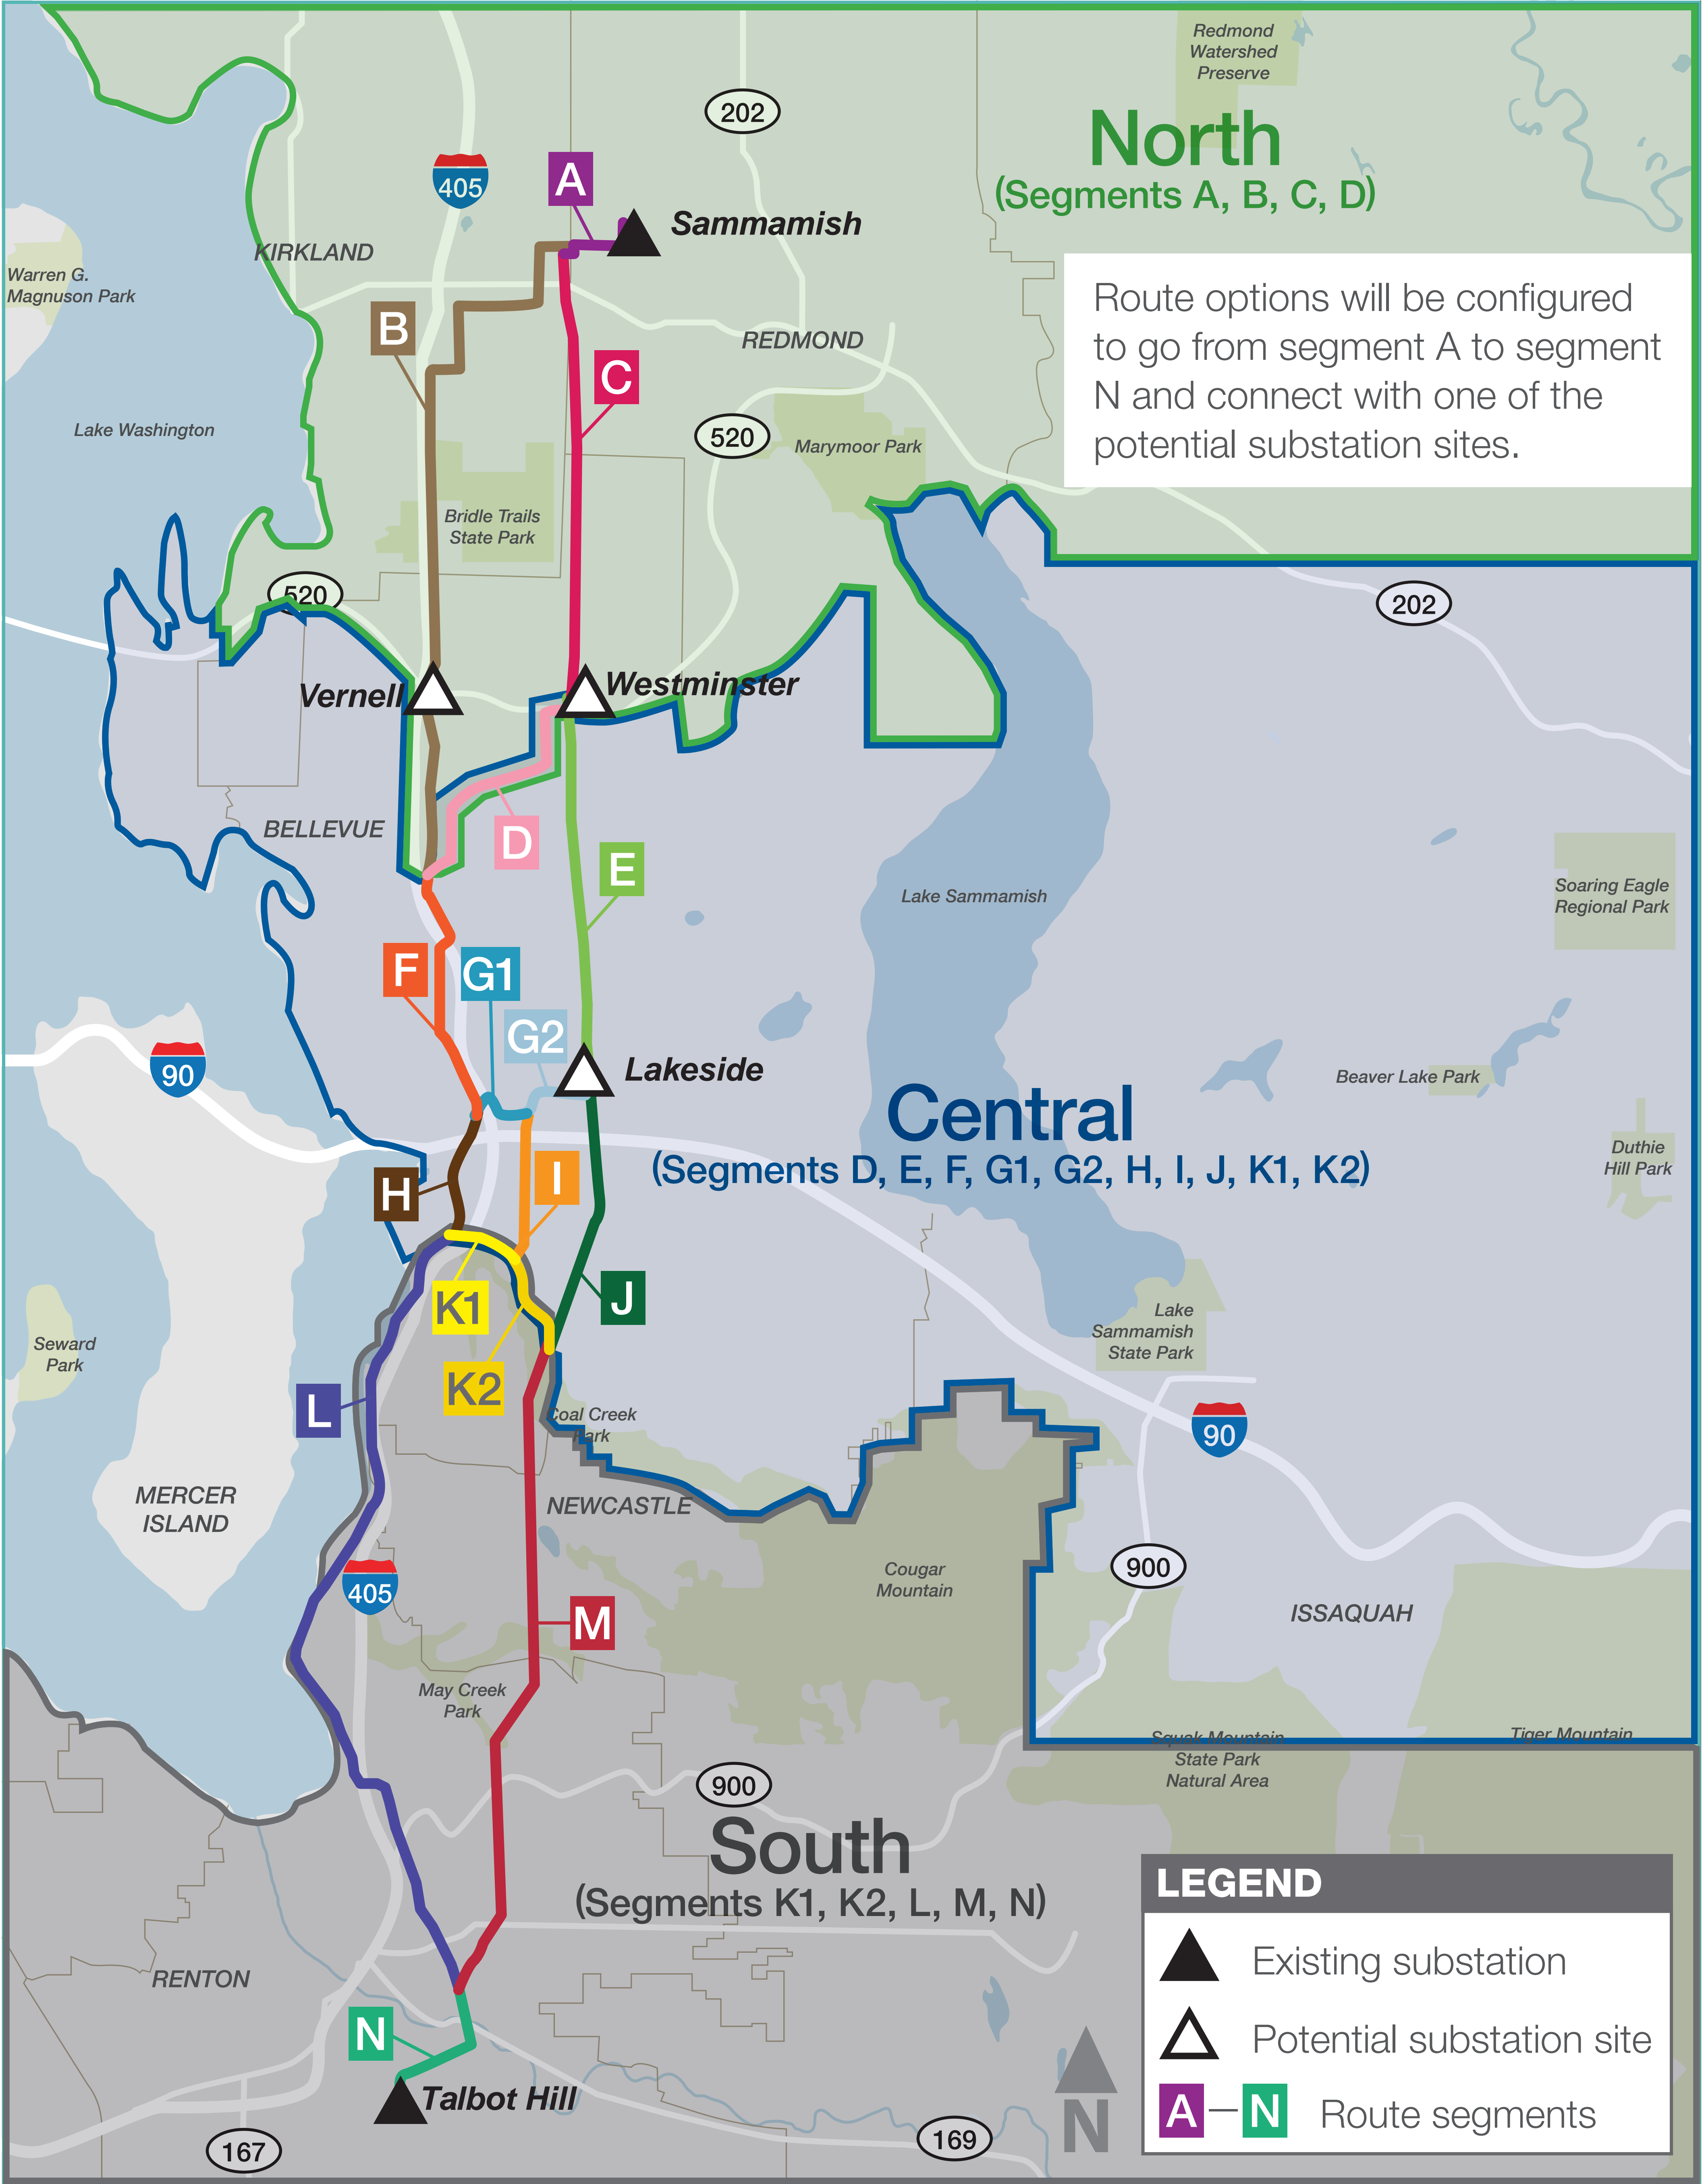 Redmond
Watershed
Preserve
202
North
(Segments A, B, C, D)
405
A
Sammamish
KIRKLAND
Warren G.
Magnuson Park
Route options will be configured
to go from segment A to segment
N and connect with one of the
potential substation sites.
B
REDMOND
C
Lake Washington
520
Marymoor Park
Bridle Trails
State Park
520
202
Vernell
Westminster
BELLEVUE
D
E
Lake Sammamish
Soaring Eagle
Regional Park
F
G1
G2
90
Lakeside
Beaver Lake Park
Central
(Segments D, E, F, G1, G2, H, I, J, K1, K2)
Duthie
Hill Park
H
I
K1
J
Seward
Park
Lake
Sammamish
State Park
K2
L
Coal Creek
Park
90
MERCER
ISLAND
NEWCASTLE
405
Cougar
Mountain
900
ISSAQUAH
M
May Creek
Park
Squak Mountain
State Park
Natural Area
Tiger Mountain
900
South
(Segments K1, K2, L, M, N)
LEGEND
Existing substation
Potential substation site
A – N Route segments
RENTON
N
Talbot Hill
N
167
169